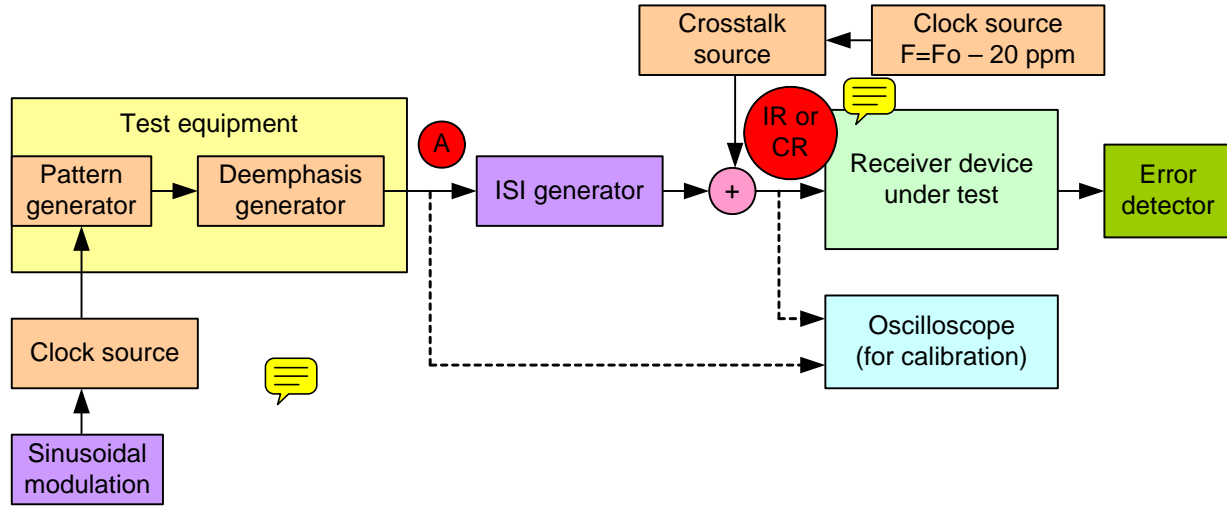 Crosstalk
source
Clock source
F=Fo – 20 ppm
Test equipment
A
IR or
CR
Pattern
generator
Deemphasis
generator
ISI generator
+
Receiver device
under test
Error
detector
Clock source
Oscilloscope
(for calibration)
Sinusoidal
modulation